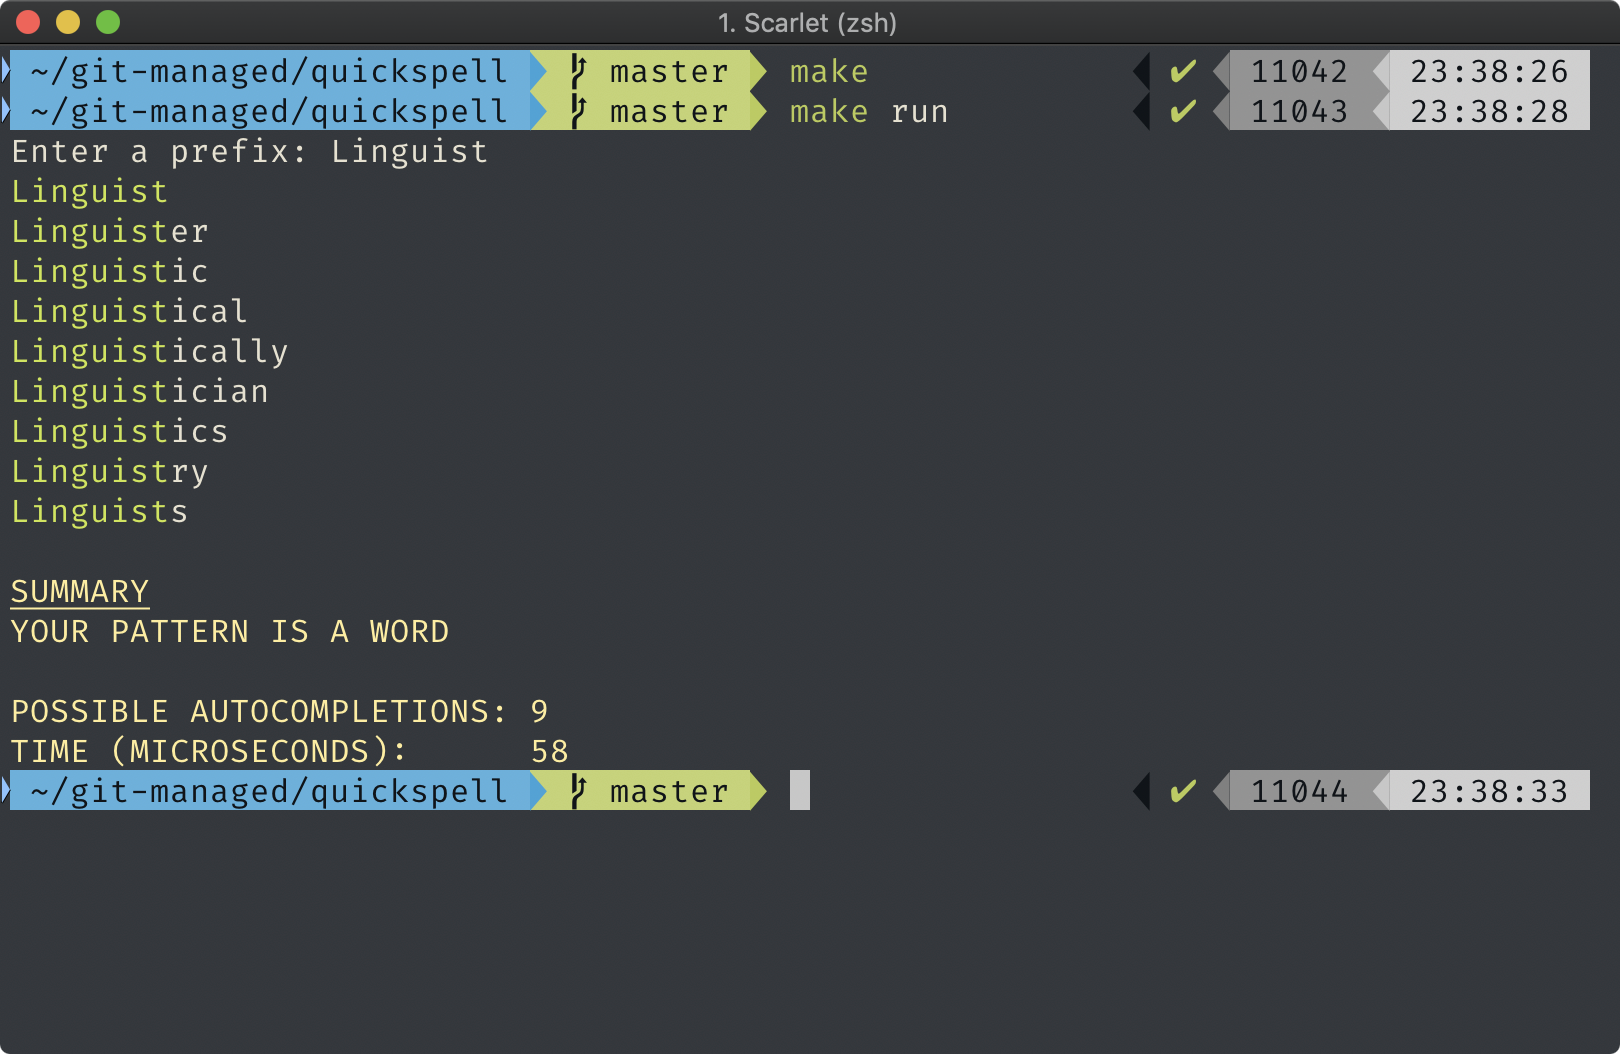 1. Scarlet (zsh)
~/git-managed/quickspell master make ✔ 11042 23:38:26
~/git-managed/quickspell master make run ✔ 11043 23:38:28
Enter a prefix: Linguist
Linguist
Linguister
Linguistic
Linguistical
Linguistically
Linguistician
Linguistics
Linguistry
Linguists
SUMMARY
YOUR PATTERN IS A WORD
POSSIBLE AUTOCOMPLETIONS: 9
TIME (MICROSECONDS): 58
~/git-managed/quickspell master ✔ 11044 23:38:33